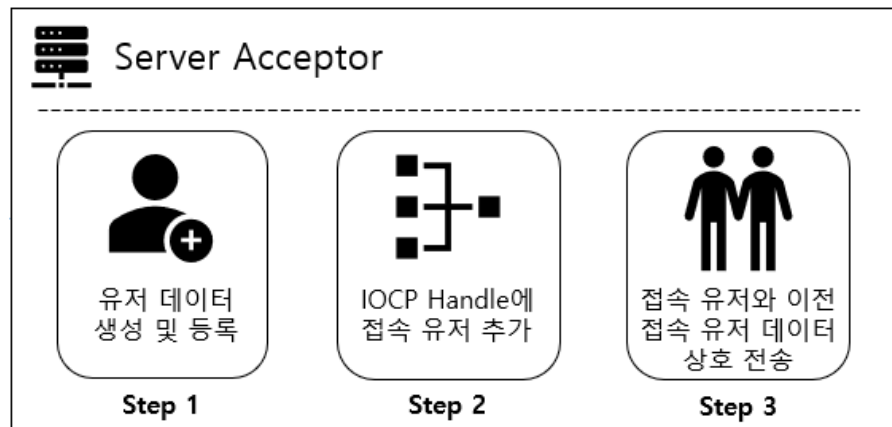 Server Acceptor
유저 데이터
생성 및 등록
Step 1
IOCP Handle에
접속 유저 추가
Step 2
접속 유저와 이전
접속 유저 데이터
상호 전송
Step 3